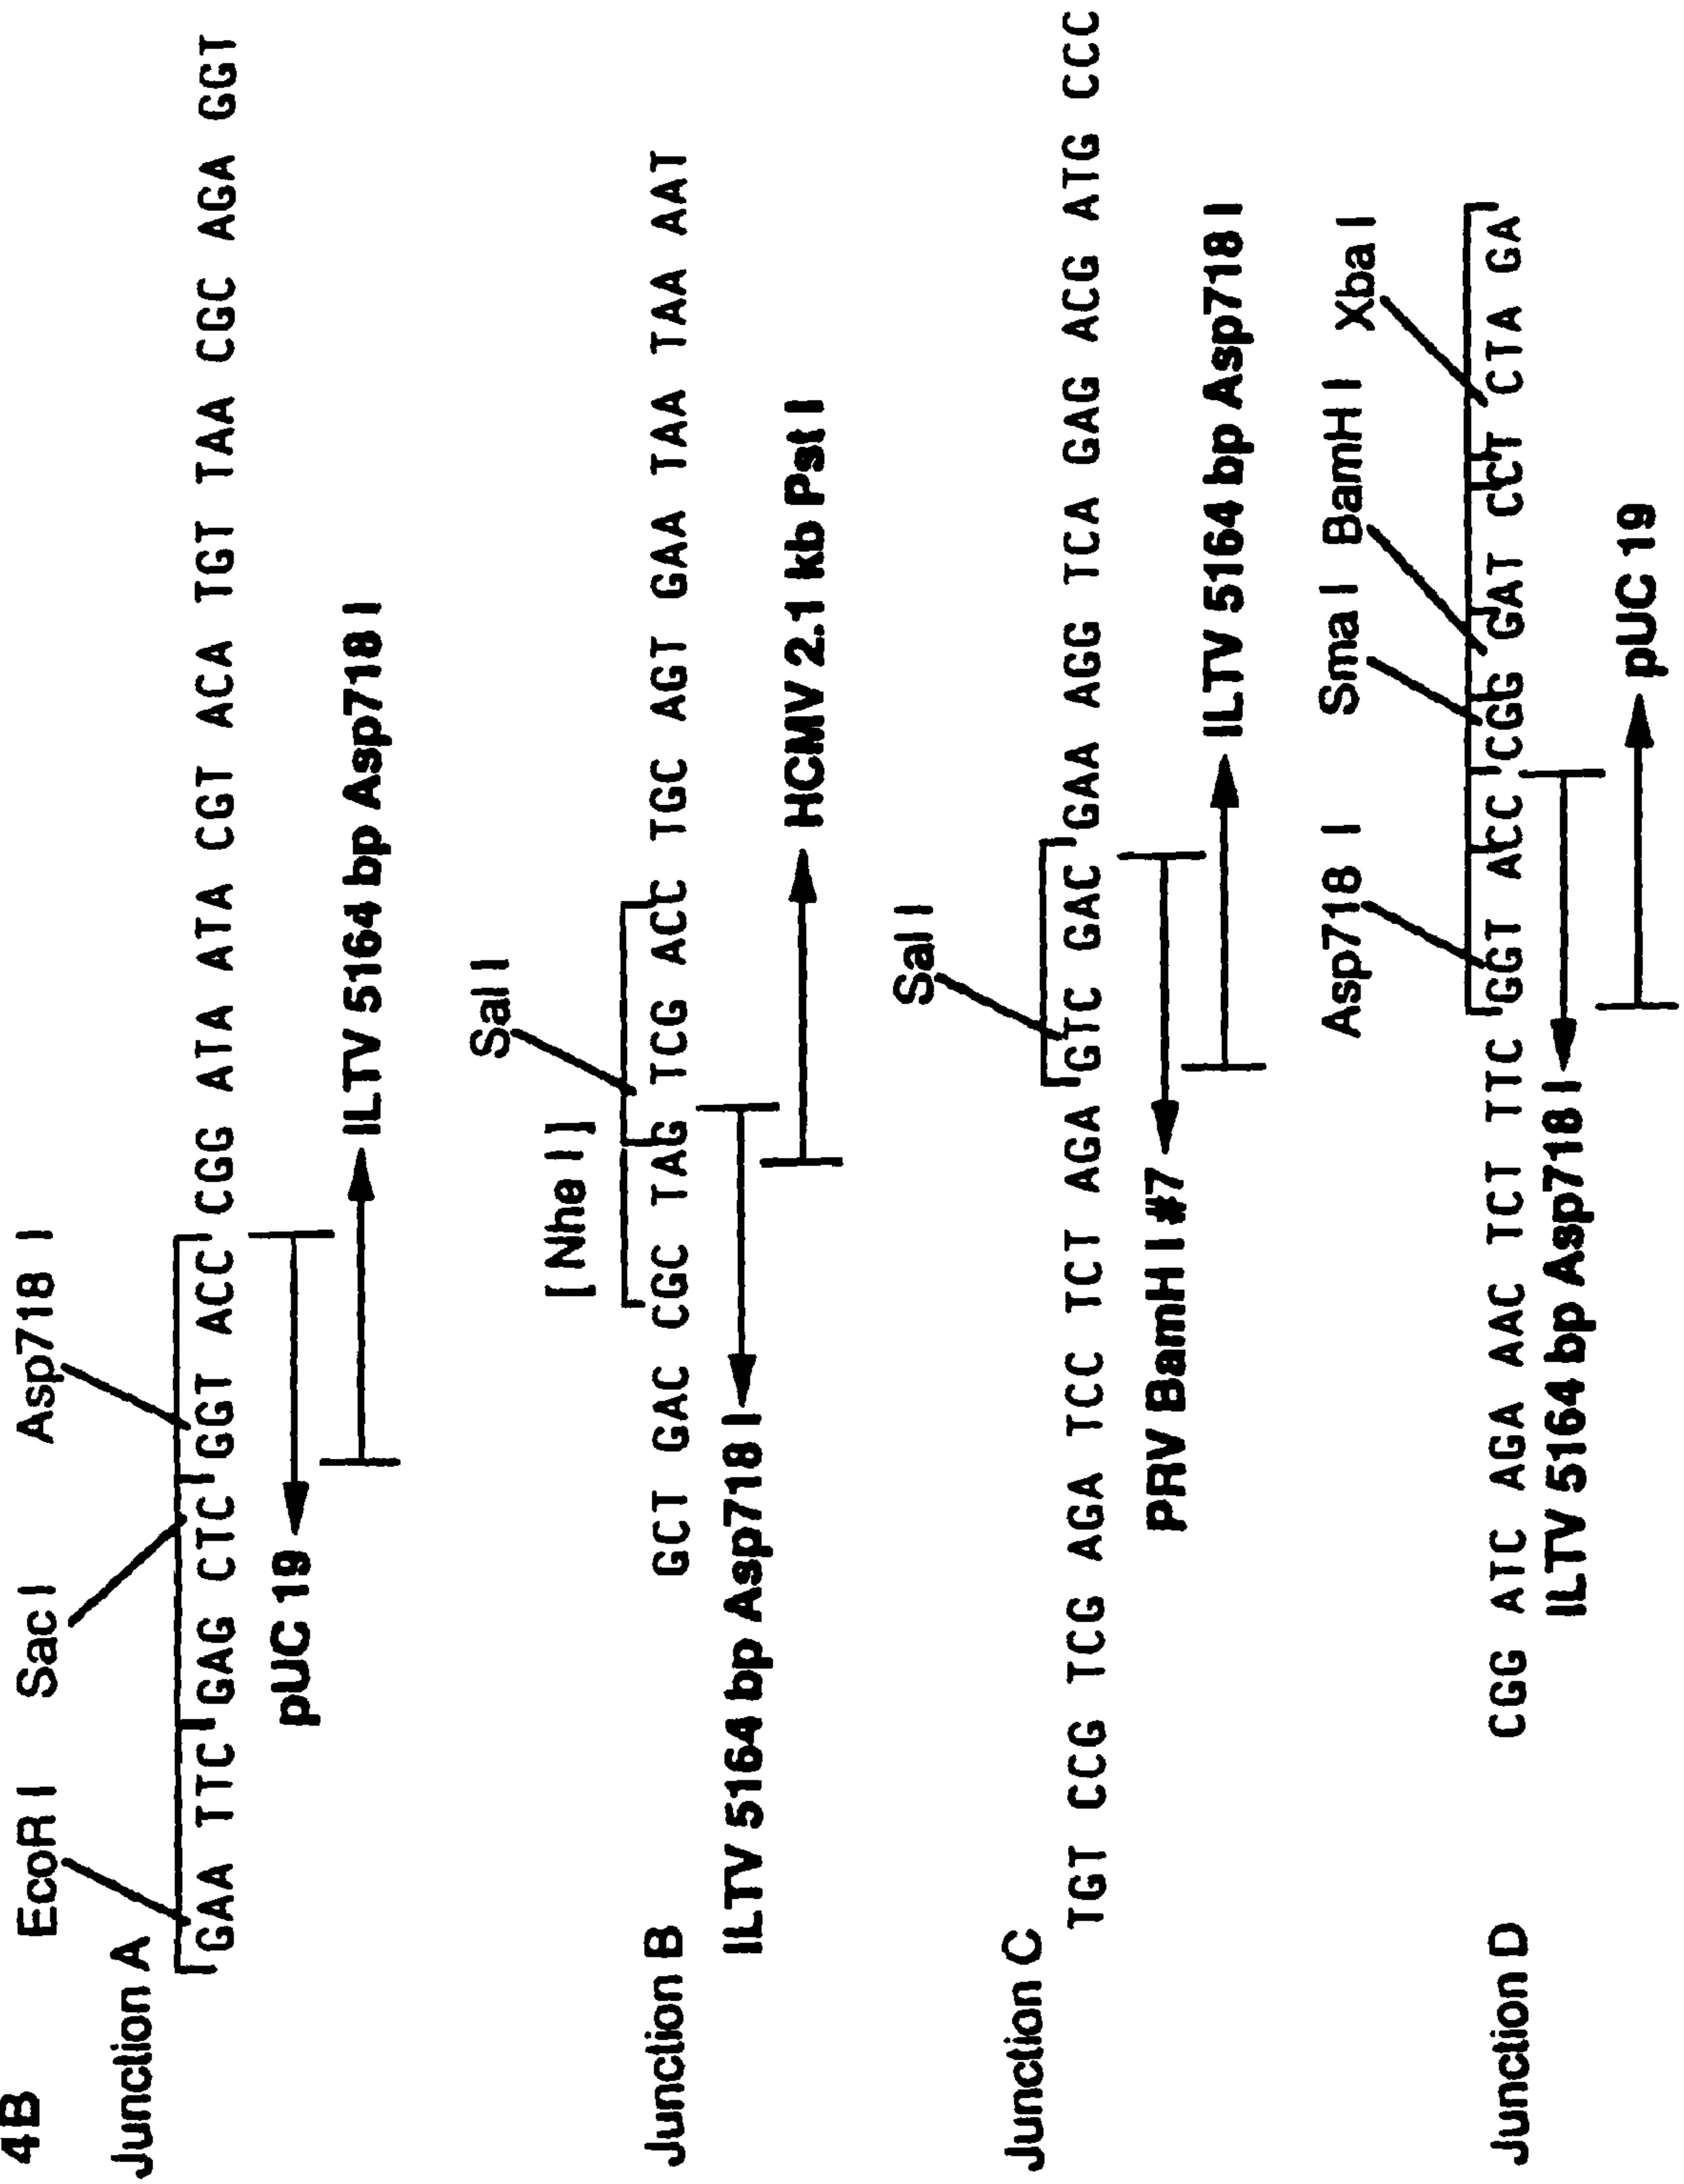 4B
EcoR I SacI Asp718 I
Junction A
GAA TTC GAG CTC GGT ACC CGG ATA ATA CGT ACA TGT TAA CGC AGA GGT
pUC 19
ILTV 5164 bp Asp718 I
[Nhe I] Sal I
Junction B
GCT GAC CGC TAG TCG ACC TGC AGT GAA TAA TAA AAT
ILTV 5164 bp Asp718 I
HCMV 2.1 kb Pst I
Sal I
Junction C
TGT CCG TCG AGA TCC TCT AGA GTC GAC GAA AGG TCA GAG ACG ATG CCC
PRV BamH I #7
ILTV 5164 bp Asp718 I
Asp718 I Sma I BamH I Xba I
Junction D
CGG ATC AGA AAC TCT TTC GGT ACC CGG GAT CCT CTA GA
ILTV 5164 bp Asp718 I
pUC 19